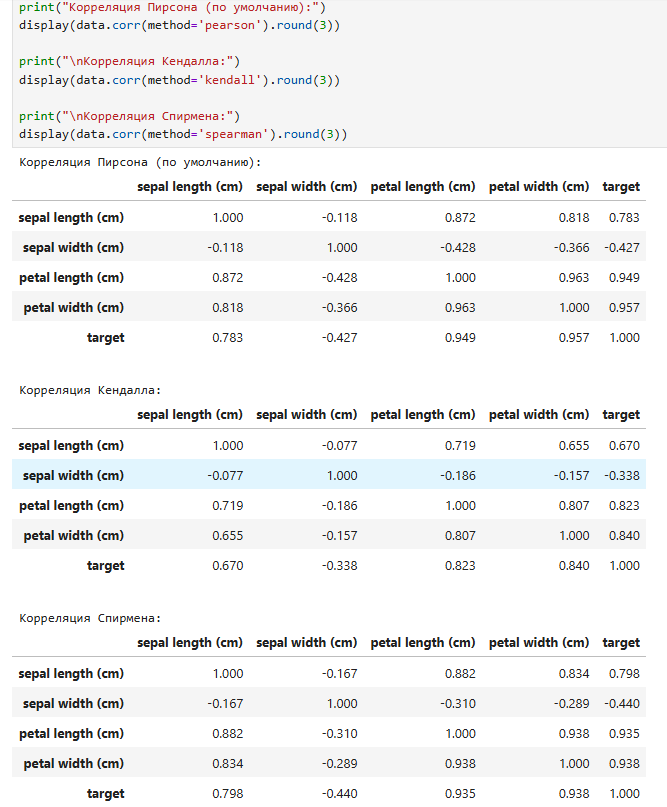 print("Корреляция Пирсона (по умолчанию):")
display(data.corr(method='pearson').round(3))
print("\nКорреляция Кендалла:")
display(data.corr(method='kendall').round(3))
print("\nКорреляция Спирмена:")
display(data.corr(method='spearman').round(3))
Корреляция Пирсона (по умолчанию):
sepal length (cm) sepal width (cm) petal length (cm) petal width (cm) target
sepal length (cm) 1.000 -0.118 0.872 0.818 0.783
sepal width (cm) -0.118 1.000 -0.428 -0.366 -0.427
petal length (cm) 0.872 -0.428 1.000 0.963 0.949
petal width (cm) 0.818 -0.366 0.963 1.000 0.957
target 0.783 -0.427 0.949 0.957 1.000
Корреляция Кендалла:
sepal length (cm) sepal width (cm) petal length (cm) petal width (cm) target
sepal length (cm) 1.000 -0.077 0.719 0.655 0.670
sepal width (cm) -0.077 1.000 -0.186 -0.157 -0.338
petal length (cm) 0.719 -0.186 1.000 0.807 0.823
petal width (cm) 0.655 -0.157 0.807 1.000 0.840
target 0.670 -0.338 0.823 0.840 1.000
Корреляция Спирмена:
sepal length (cm) sepal width (cm) petal length (cm) petal width (cm) target
sepal length (cm) 1.000 -0.167 0.882 0.834 0.798
sepal width (cm) -0.167 1.000 -0.310 -0.289 -0.440
petal length (cm) 0.882 -0.310 1.000 0.938 0.935
petal width (cm) 0.834 -0.289 0.938 1.000 0.938
target 0.798 -0.440 0.935 0.938 1.000